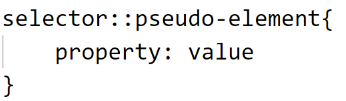 selector::pseudo-element{
    property: value
}